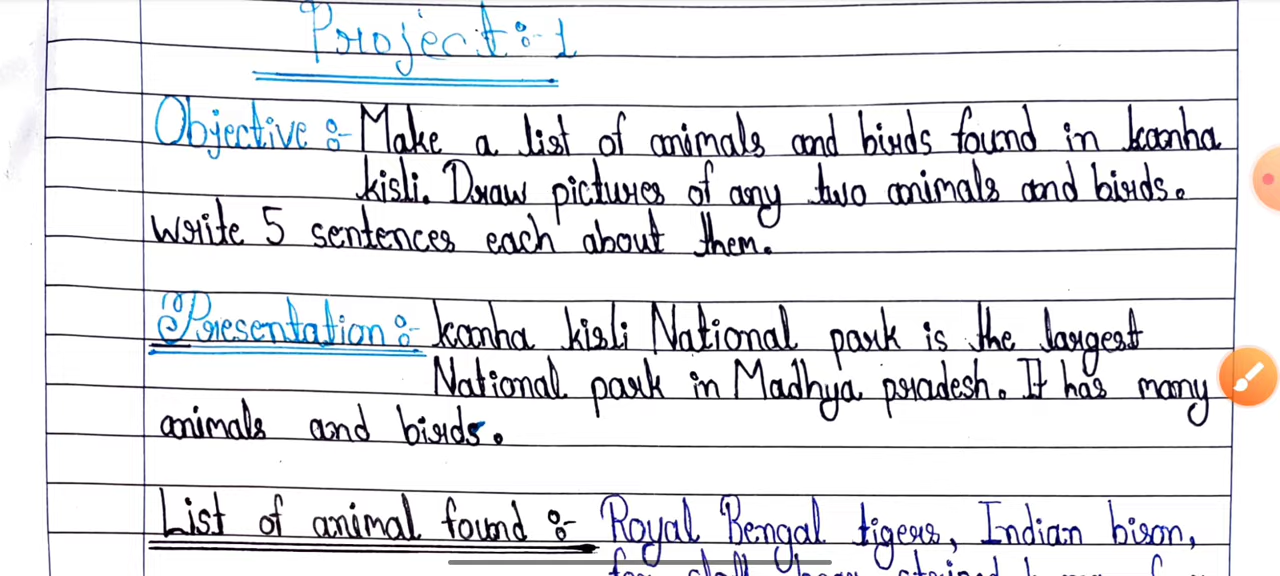 Project :- 1
Objective :- Make a list of animals and birds found in kanha
kisli. Draw pictures of any two animals and birds.
Write 5 sentences each about them.
Presentation :- kanha kisli National park is the largest
National park in Madhya pradesh. It has many
animals and birds.
List of animal found :- Royal Bengal tigers, Indian bison,